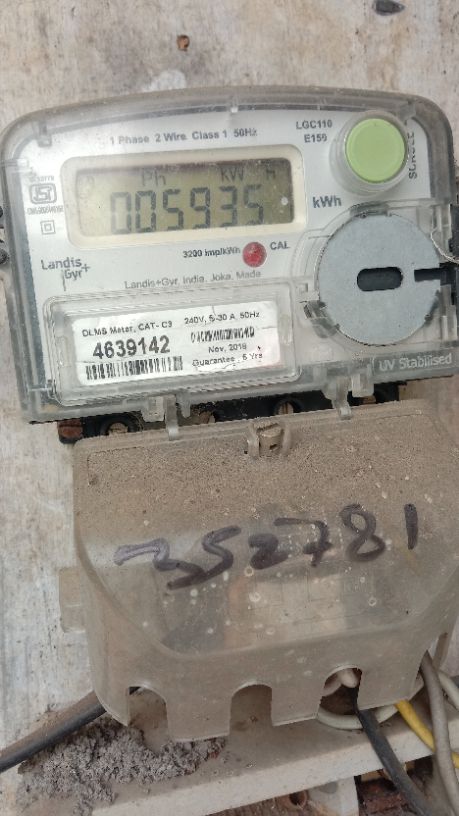 LGC110
1 Phase 2 Wire Class 1 50Hz E150
Ph kW H
005935
kWh
3200 imp/kWh CAL
Landis+Gyr, India, Joka, Made
Landis
Gyr+
DLMS Meter, CAT- C3 240V, 5-30 A, 50Hz
4639142
Nov, 2018
Guarantee : 5 Yrs
UV Stabilised
352781